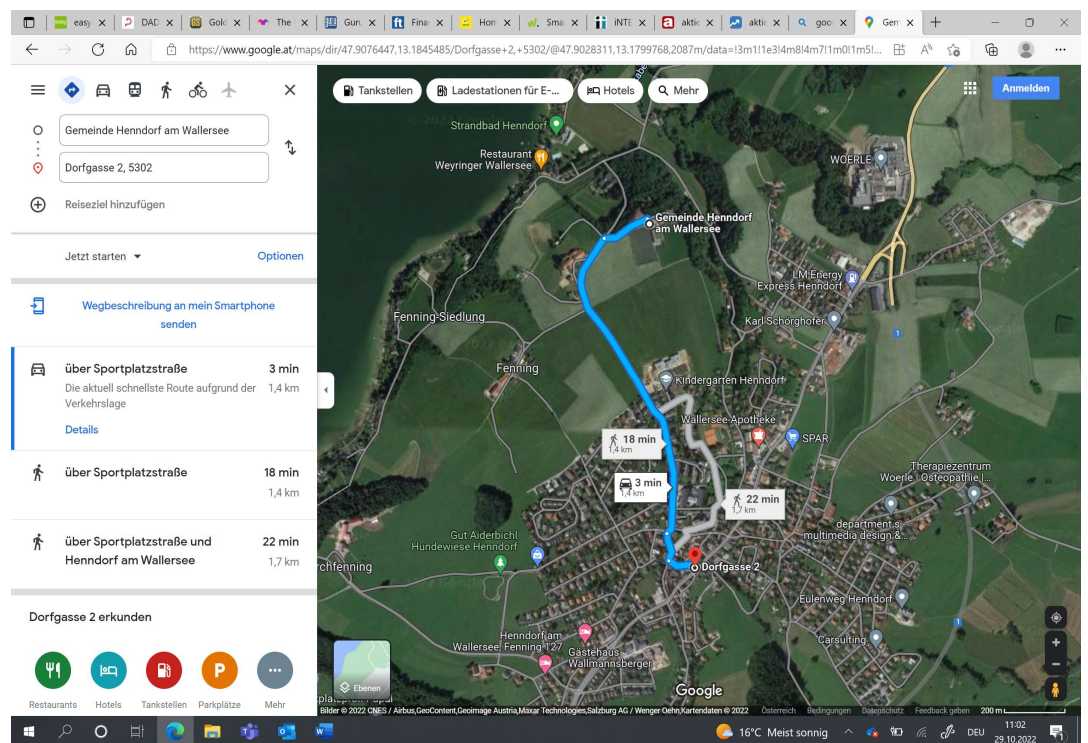 easy
DAD
Gold
The
Guru
Final
Hom
Sma
iNTE
aktie
aktie
goo
Gem
https://www.google.at/maps/dir/47.9076447,13.1845485/Dorfgasse+2,+5302/@47.9028311,13.1799768,2087m/data=!3m1!1e3!4m8!4m7!1m0!1m5!...
Gemeinde Henndorf am Wallersee
Dorfgasse 2, 5302
Reiseziel hinzufügen
Jetzt starten
Optionen
Wegbeschreibung an mein Smartphone
senden
über Sportplatzstraße 3 min
Die aktuell schnellste Route aufgrund der 1,4 km
Verkehrslage
Details
über Sportplatzstraße 18 min
1,4 km
über Sportplatzstraße und 22 min
Henndorf am Wallersee 1,7 km
Dorfgasse 2 erkunden
Restaurants
Hotels
Tankstellen
Parkplätze
Mehr
Tankstellen
Ladestationen für E-...
Hotels
Mehr
Anmelden
Strandbad Henndorf
Restaurant
Weyringer Wallersee
WOERLE
Gemeinde Henndorf
am Wallersee
LM-Energy
Express Henndorf
Karl Schörghofer
1
Fenning-Siedlung
Fenning
Kindergarten Henndorf
Wallersee-Apotheke
SPAR
18 min
1,4 km
3 min
1,4 km
22 min
1,7 km
Therapiezentrum
Woerle | Osteopathie |...
department.s -
multimedia design &...
Gut Aiderbichl
Hundewiese Henndorf
rchfenning
Dorfgasse 2
Eulenweg Henndorf
1
Carsulting
Henndorf am
Wallersee, Fenning 127
Gästehaus
Wallmannsberger
Ebenen
Google
Bilder © 2022 CNES / Airbus,GeoContent,Geoimage Austria,Maxar Technologies,Salzburg AG / Wenger Oehn,Kartendaten © 2022 Österreich Bedingungen Datenschutz Feedback geben 200 m
16°C Meist sonnig
DEU
11:02
29.10.2022